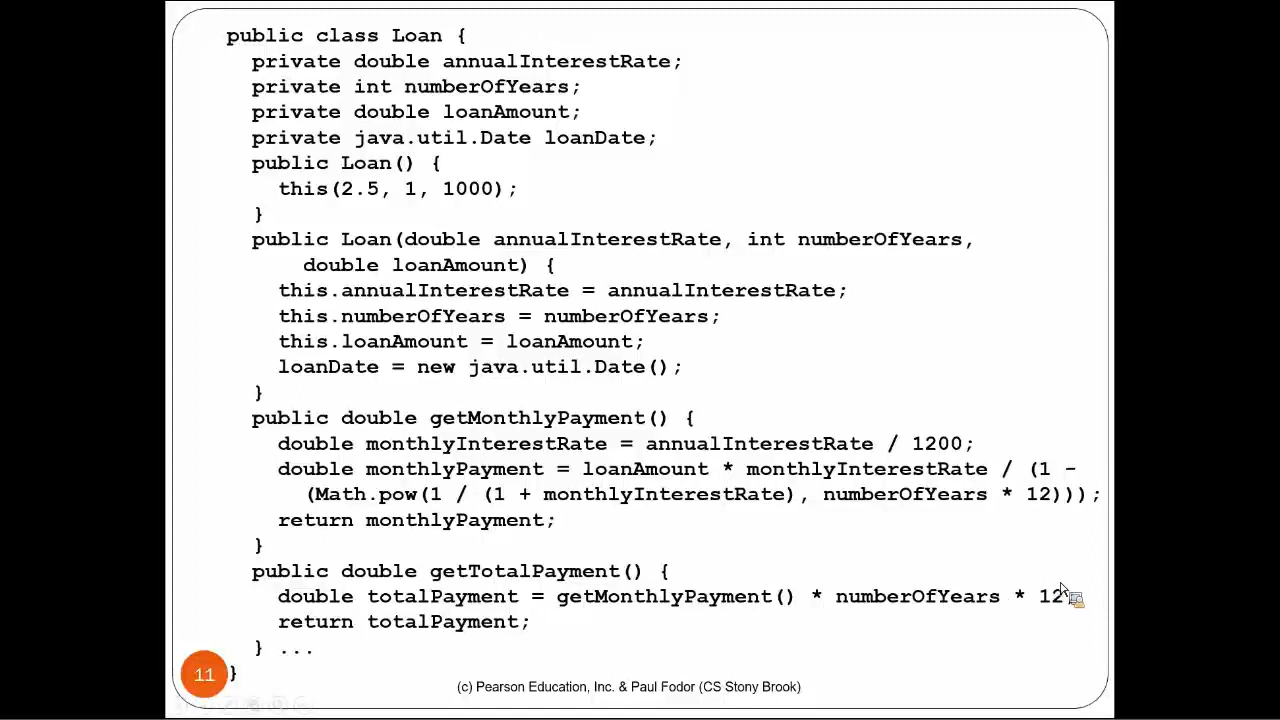 public class Loan {
private double annualInterestRate;
private int numberOfYears;
private double loanAmount;
private java.util.Date loanDate;
public Loan() {
this(2.5, 1, 1000);
}
public Loan(double annualInterestRate, int numberOfYears,
double loanAmount) {
this.annualInterestRate = annualInterestRate;
this.numberOfYears = numberOfYears;
this.loanAmount = loanAmount;
loanDate = new java.util.Date();
}
public double getMonthlyPayment() {
double monthlyInterestRate = annualInterestRate / 1200;
double monthlyPayment = loanAmount * monthlyInterestRate / (1 -
(Math.pow(1 / (1 + monthlyInterestRate), numberOfYears * 12)));
return monthlyPayment;
}
public double getTotalPayment() {
double totalPayment = getMonthlyPayment() * numberOfYears * 12;
return totalPayment;
} ...
}
11
(c) Pearson Education, Inc. & Paul Fodor (CS Stony Brook)